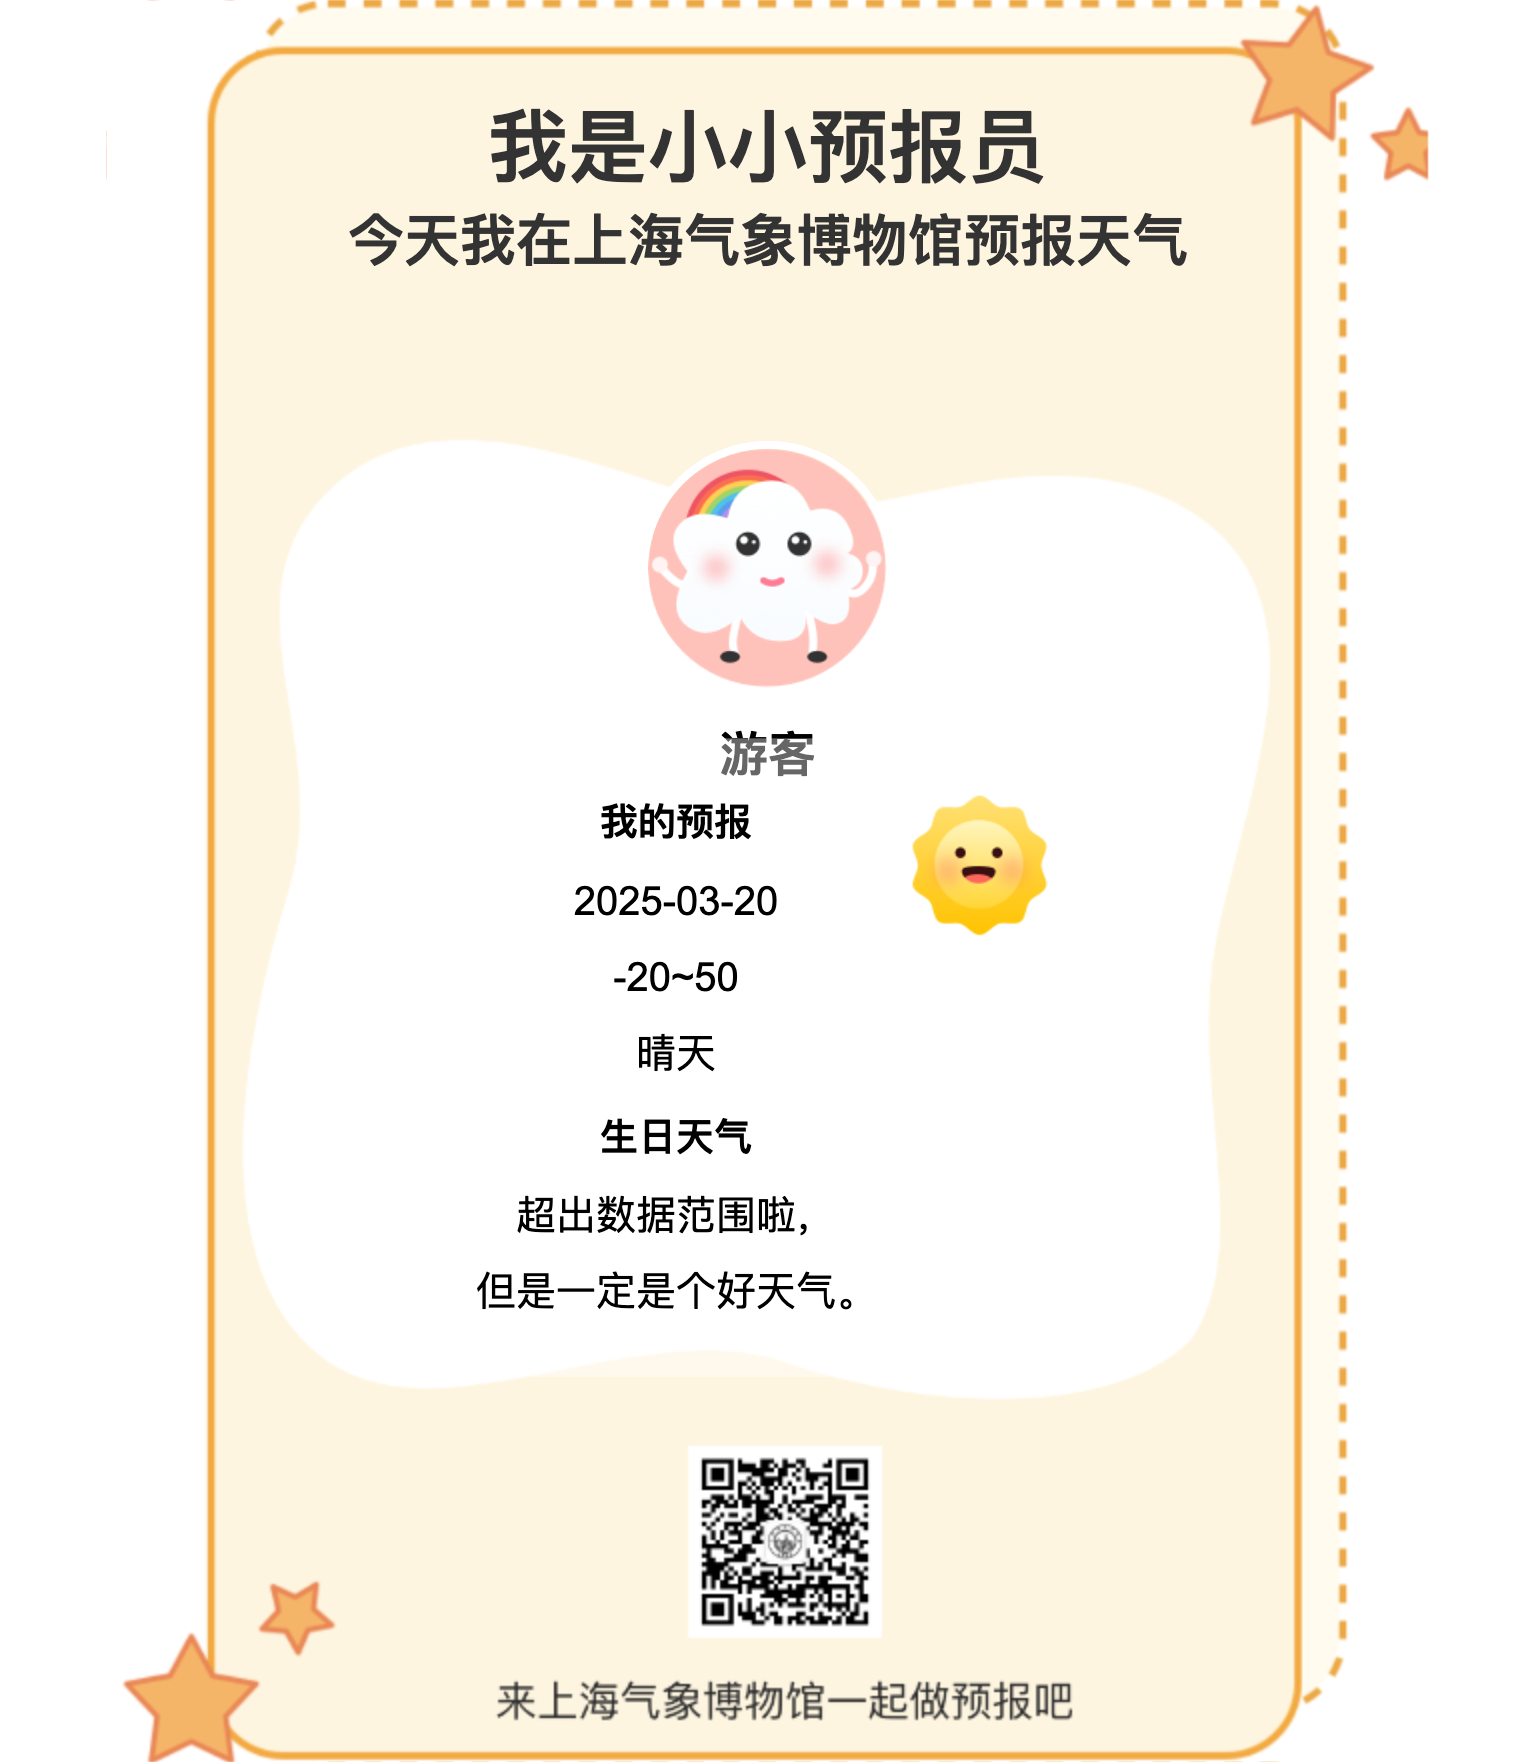 我是小小预报员
今天我在上海气象博物馆预报天气
游客
我的预报
2025-03-20
-20~50
晴天
生日天气
超出数据范围啦，
但是一定是个好天气。
来上海气象博物馆一起做预报吧